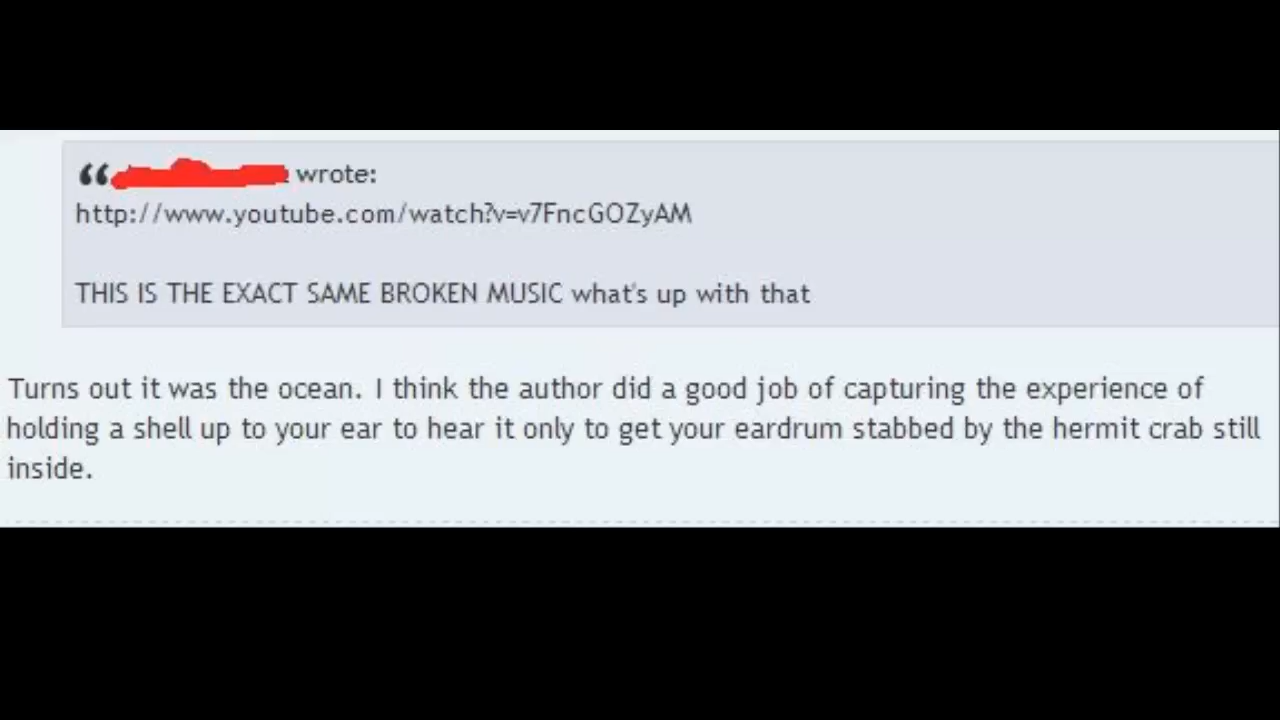 “ wrote:
http://www.youtube.com/watch?v=v7FncGOZyAM
THIS IS THE EXACT SAME BROKEN MUSIC what's up with that
Turns out it was the ocean. I think the author did a good job of capturing the experience of
holding a shell up to your ear to hear it only to get your eardrum stabbed by the hermit crab still
inside.